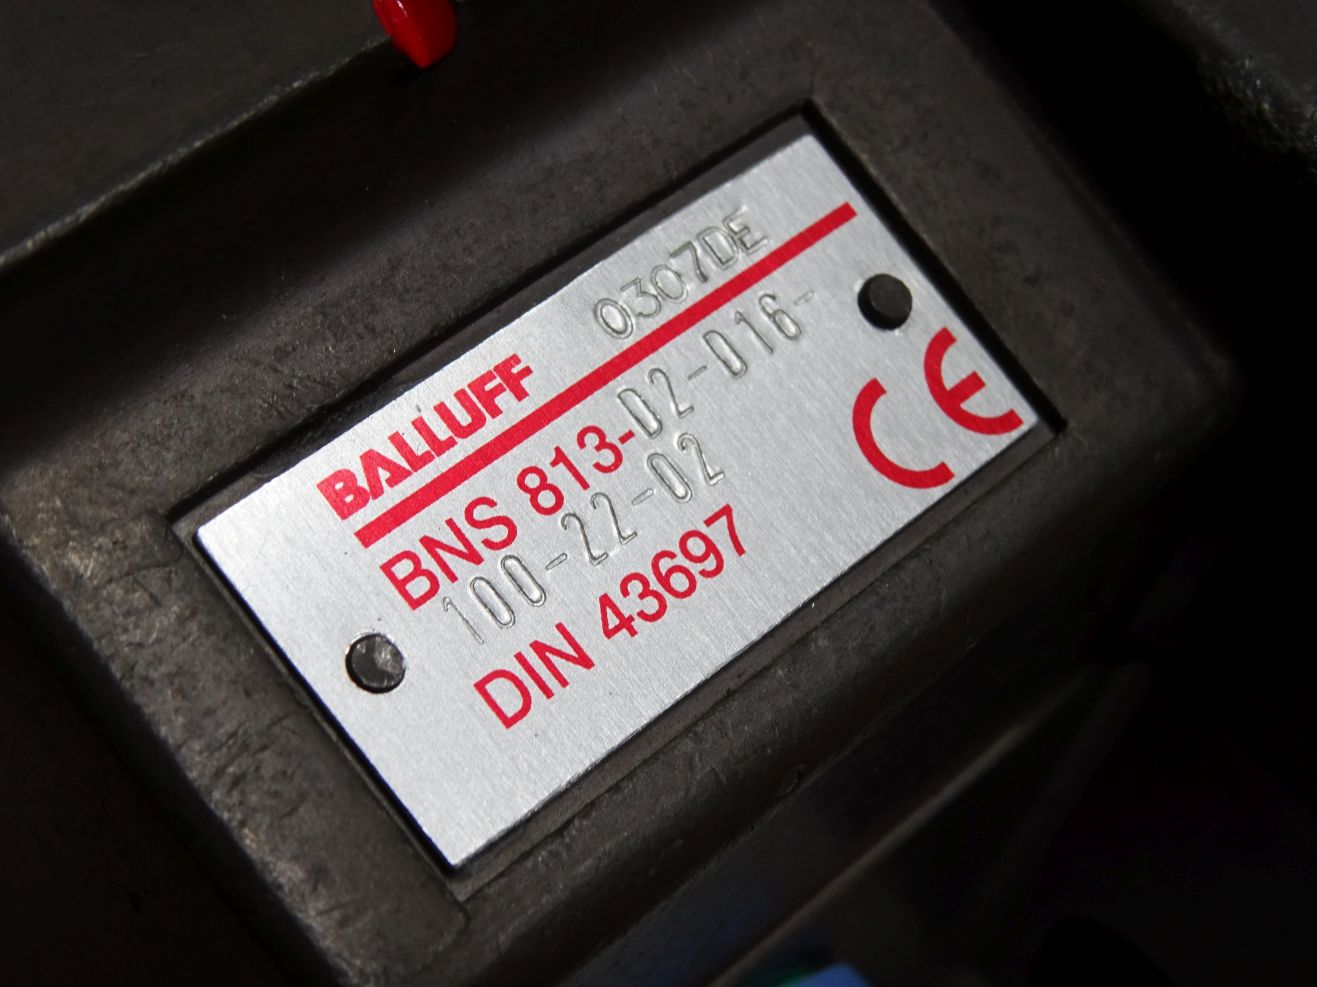 BALLUFF 0307DE
BNS 813-D2-D16-
100-22-02
DIN 43697
CE